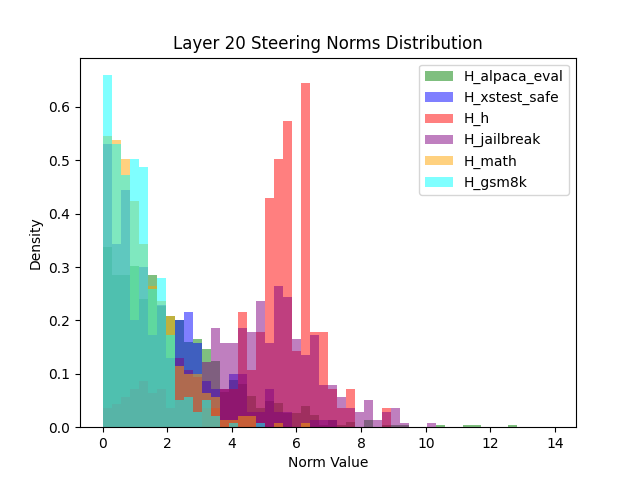 Layer 20 Steering Norms Distribution
H_alpaca_eval
H_xstest_safe
H_h
H_jailbreak
H_math
H_gsm8k
Density
0.6
0.5
0.4
0.3
0.2
0.1
0.0
0 2 4 6 8 10 12 14
Norm Value